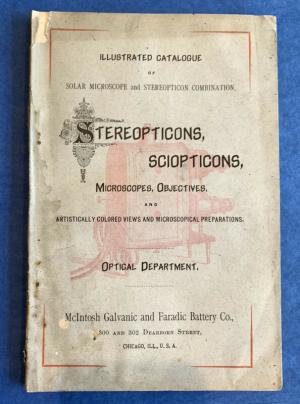 ILLUSTRATED CATALOGUE
OF
SOLAR MICROSCOPE and STEREOPTICON COMBINATION,
STEREOPTICONS,
SCIOPTICONS,
MICROSCOPES, OBJECTIVES,
AND
ARTISTICALLY COLORED VIEWS AND MICROSCOPICAL PREPARATIONS.
OPTICAL DEPARTMENT.
McIntosh Galvanic and Faradic Battery Co.,
300 AND 302 DEARBORN STREET,
CHICAGO, ILL., U. S. A.